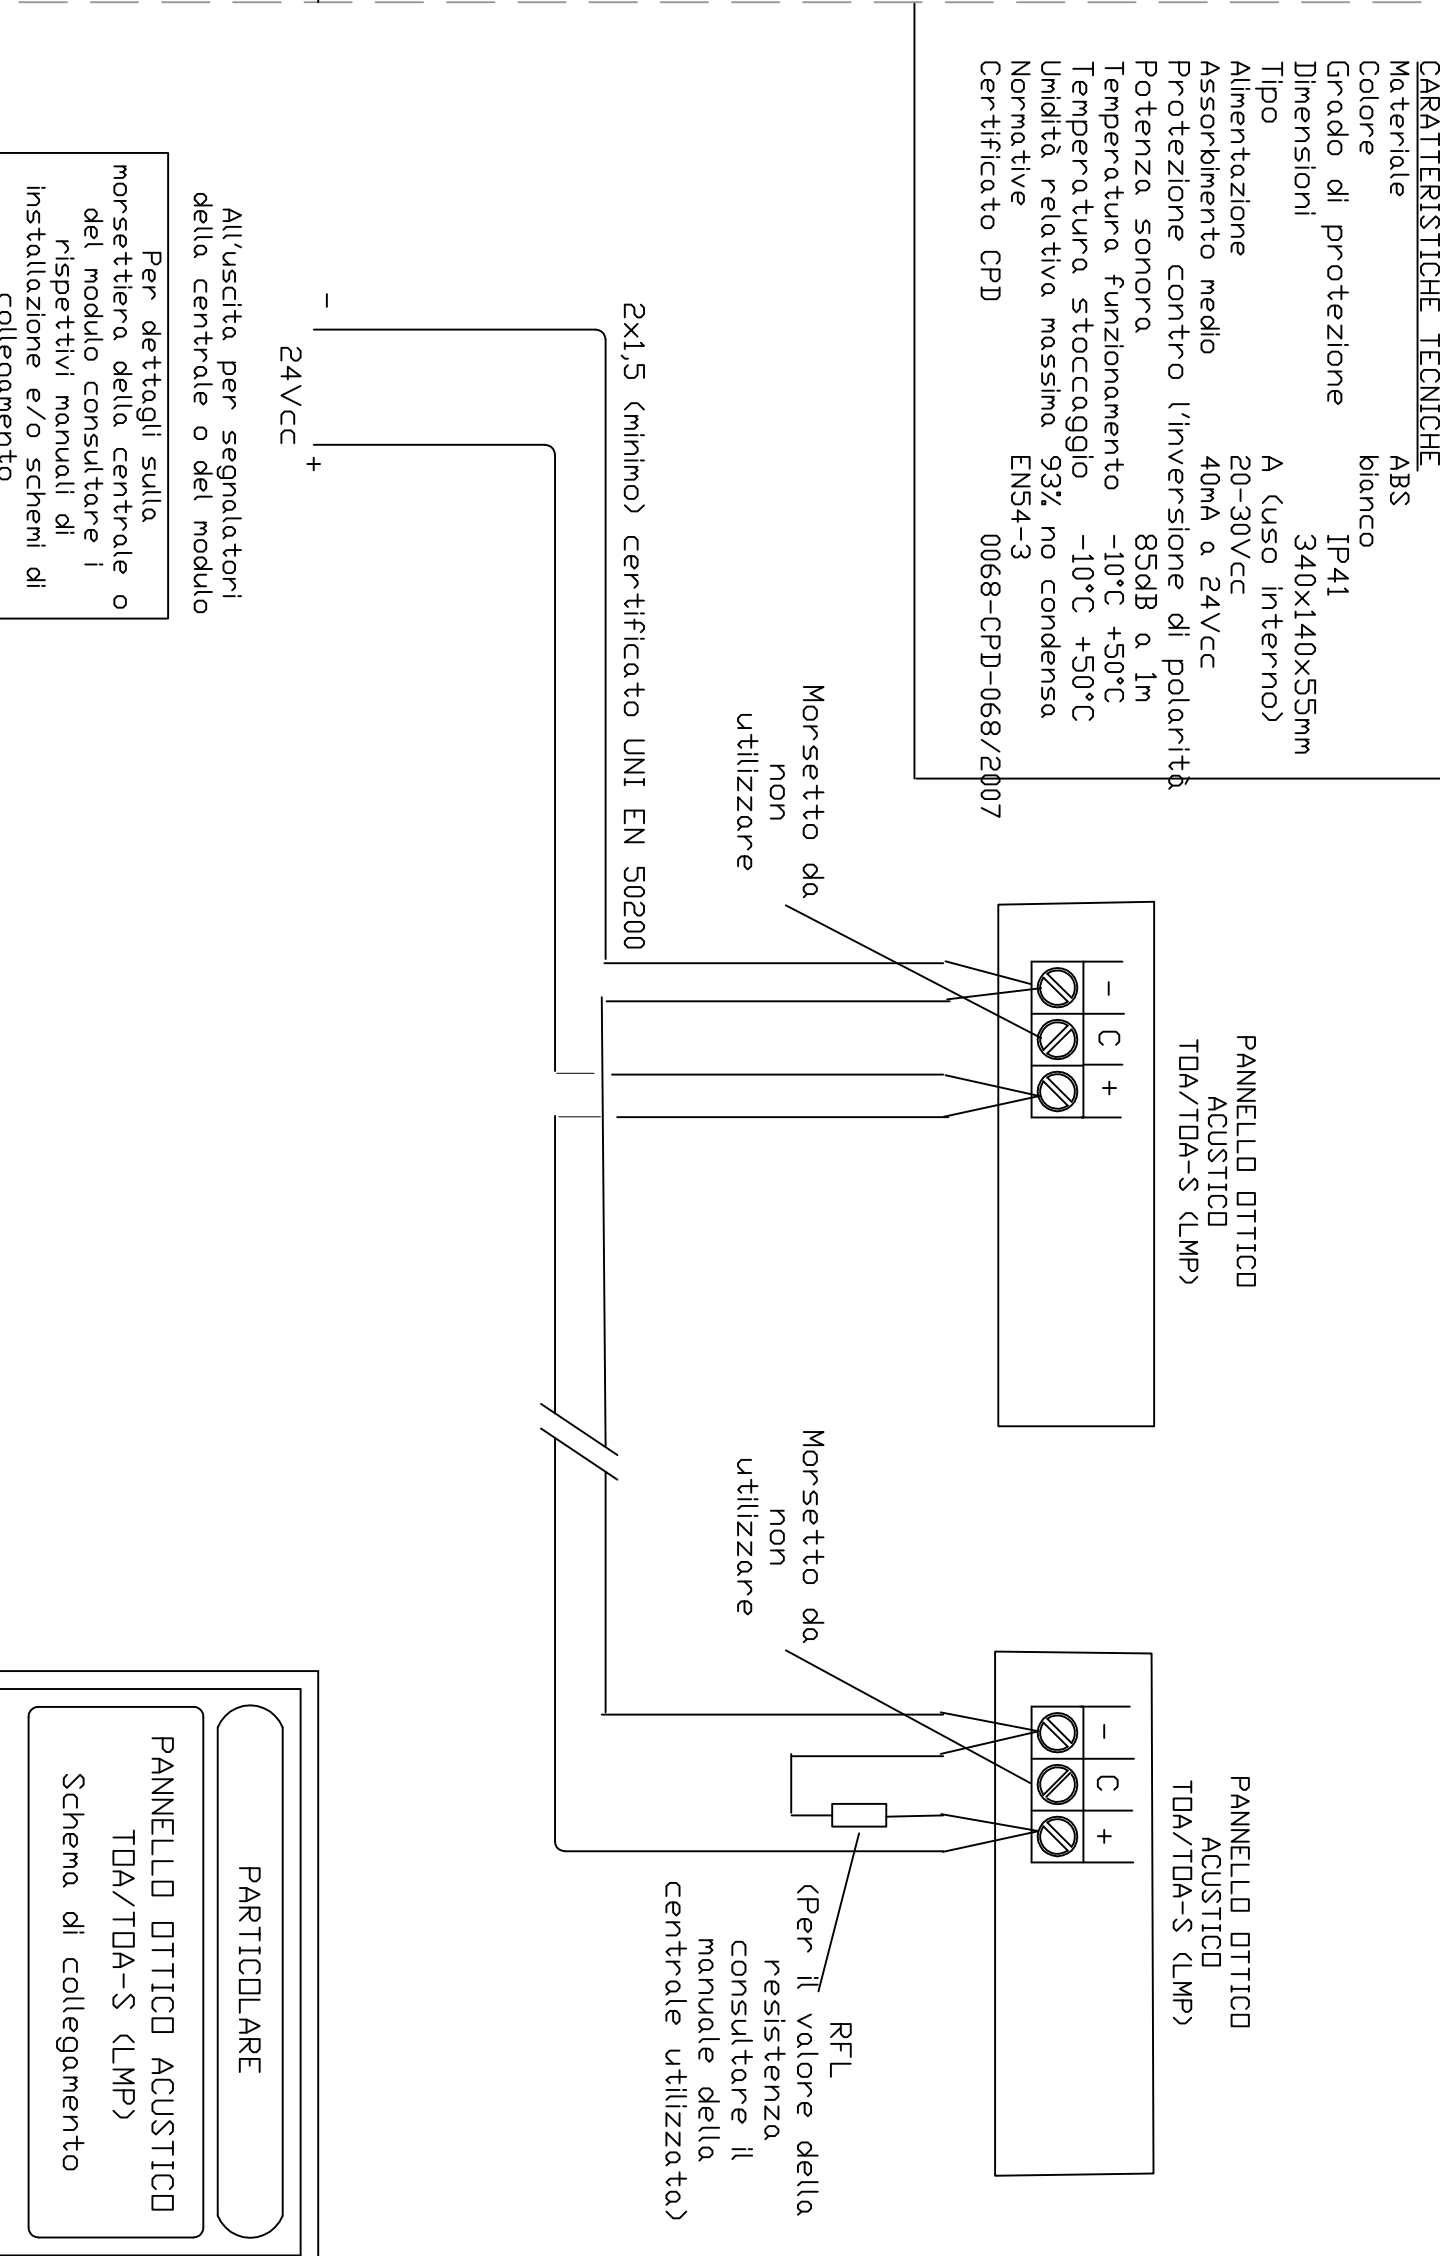 CARATTERISTICHE TECNICHE
Materiale ABS
Colore bianco
Grado di protezione IP41
Dimensioni 340x140x55mm
Tipo A (uso interno)
Alimentazione 20-30Vcc
Assorbimento medio 40mA a 24Vcc
Protezione contro l'inversione di polarità
Potenza sonora 85dB a 1m
Temperatura funzionamento -10°C +50°C
Temperatura stoccaggio -10°C +50°C
Umidità relativa massima 93% no condensa
Normative EN54-3
Certificato CPD 0068-CPD-068/2007
PANNELLO OTTICO
ACUSTICO
TOA/TOA-S (LMP)
- C +
Morsetto da
non
utilizzare
PANNELLO OTTICO
ACUSTICO
TOA/TOA-S (LMP)
- C +
Morsetto da
non
utilizzare
RFL
(Per il valore della
resistenza
consultare il
manuale della
centrale utilizzata)
2x1,5 (minimo) certificato UNI EN 50200
- +
24Vcc
All'uscita per segnalatori
della centrale o del modulo
Per dettagli sulla
morsettiera della centrale o
del modulo consultare i
rispettivi manuali di
installazione e/o schemi di
collegamento
PARTICOLARE
PANNELLO OTTICO ACUSTICO
TOA/TOA-S (LMP)
Schema di collegamento